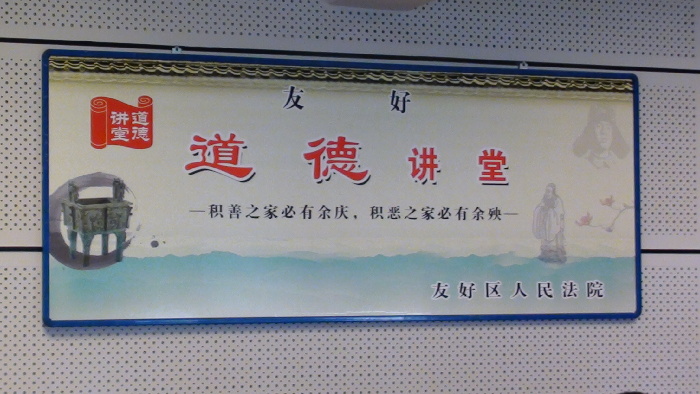 友 好
道德
讲堂
道 德 讲 堂
—积善之家必有余庆，积恶之家必有余殃—
友好区人民法院